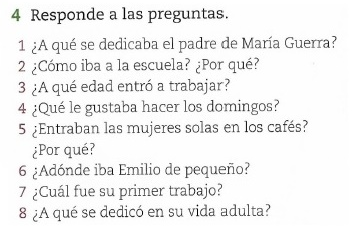 4 Responde a las preguntas.
1 ¿A qué se dedicaba el padre de María Guerra?
2 ¿Cómo iba a la escuela? ¿Por qué?
3 ¿A qué edad entró a trabajar?
4 ¿Qué le gustaba hacer los domingos?
5 ¿Entraban las mujeres solas en los cafés?
¿Por qué?
6 ¿Adónde iba Emilio de pequeño?
7 ¿Cuál fue su primer trabajo?
8 ¿A qué se dedicó en su vida adulta?